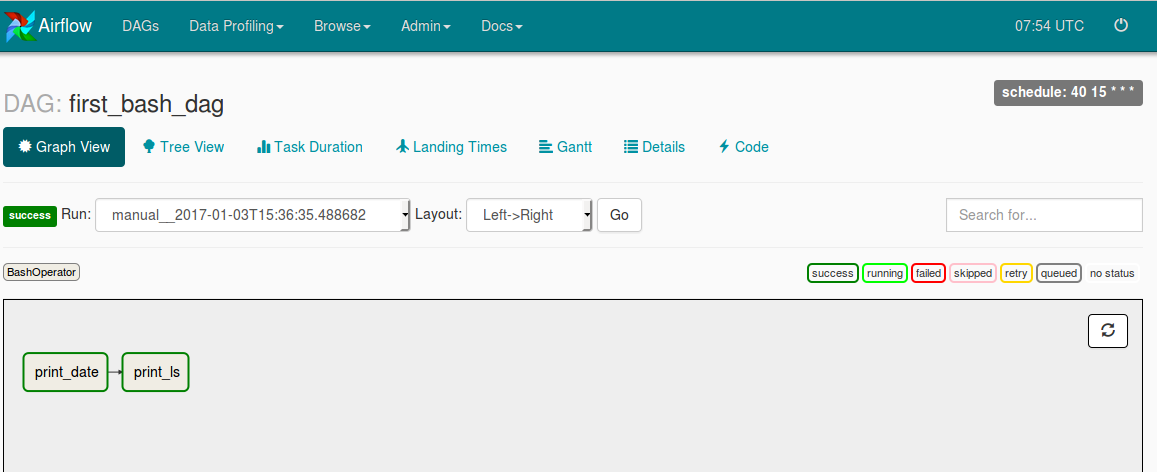 Airflow DAGs Data Profiling Browse Admin Docs 07:54 UTC
schedule: 40 15 * * *
DAG: first_bash_dag
Graph View Tree View Task Duration Landing Times Gantt Details Code
success Run: manual__2017-01-03T15:36:35.488682 Layout: Left->Right Go Search for...
BashOperator success running failed skipped retry queued no status
print_date print_ls